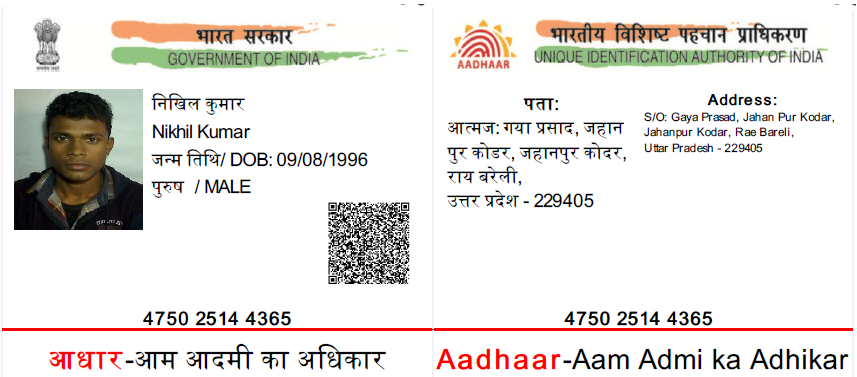 भारत सरकार
GOVERNMENT OF INDIA
निखिल कुमार
Nikhil Kumar
जन्म तिथि/ DOB: 09/08/1996
पुरुष / MALE
4750 2514 4365
आधार-आम आदमी का अधिकार
भारतीय विशिष्ट पहचान प्राधिकरण
UNIQUE IDENTIFICATION AUTHORITY OF INDIA
AADHAAR
पता:
आत्मज: गया प्रसाद, जहान
पुर कोडर, जहानपुर कोदर,
राय बरेली,
उत्तर प्रदेश - 229405
Address:
S/O: Gaya Prasad, Jahan Pur Kodar,
Jahanpur Kodar, Rae Bareli,
Uttar Pradesh - 229405
4750 2514 4365
Aadhaar-Aam Admi ka Adhikar